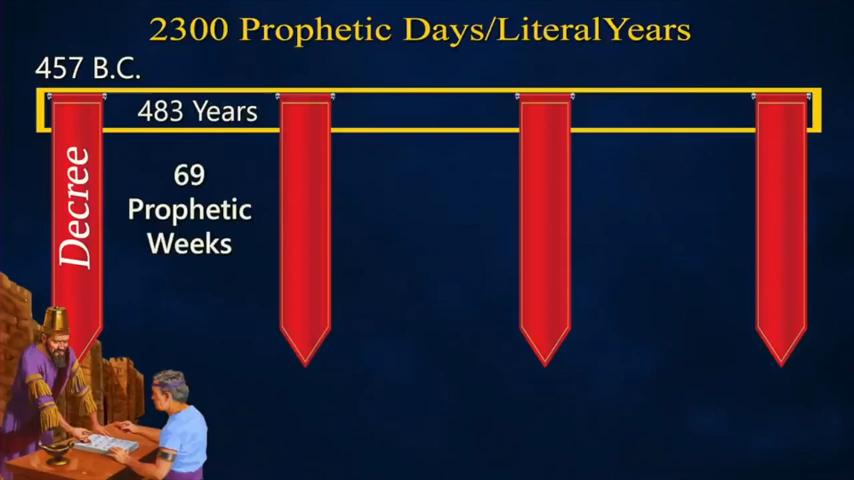 2300 Prophetic Days/LiteralYears
457 B.C.
483 Years
Decree
69
Prophetic
Weeks